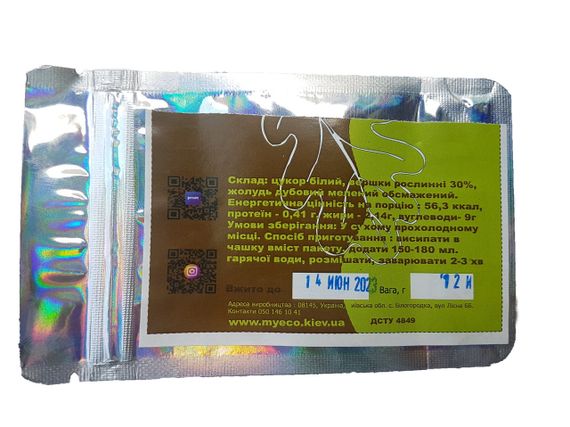 Склад: цукор білий, вершки рослинні 30%,
жолудь дубовий мелений обсмажений.
Енергетична цінність на порцію : 56,3 ккал,
протеїн - 0,41 г жири - 2,14г, вуглеводи- 9г
Умови зберігання: У сухому прохолодному
місці. Спосіб приготування : висипати в
чашку вміст пакету, додати 150-180 мл.
гарячої води, розмішати, заварювати 2-3 хв
Вжито до 14 ИЮН 2023 Вага, г 12
Адреса виробництва : 08145, Україна, с. Білогородка, вул Лісна 6Б.
Контакти 050 146 10 41
www.myeco.kiev.ua ДСТУ 4849